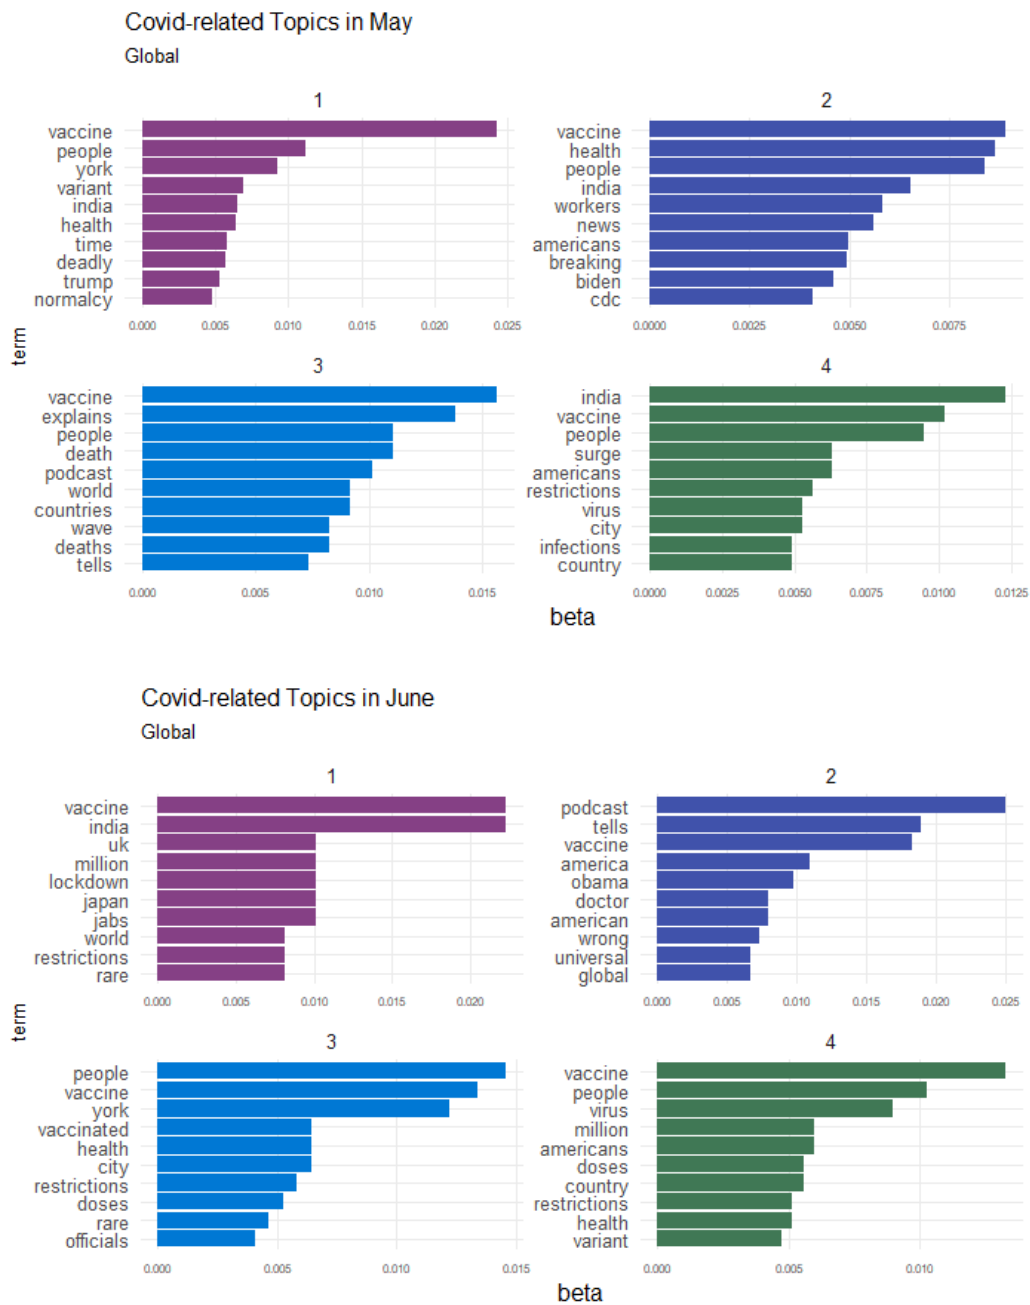 Covid-related Topics in May
Global
1
vaccine
people
york
variant
india
health
time
deadly
trump
normalcy
0.000 0.005 0.010 0.015 0.020 0.025
2
vaccine
health
people
india
workers
news
americans
breaking
biden
cdc
0.0000 0.0025 0.0050 0.0075
term
3
vaccine
explains
people
death
podcast
world
countries
wave
deaths
tells
0.000 0.005 0.010 0.015
4
india
vaccine
people
surge
americans
restrictions
virus
city
infections
country
0.0000 0.0025 0.0050 0.0075 0.0100 0.0125
beta
Covid-related Topics in June
Global
1
vaccine
india
uk
million
lockdown
japan
jabs
world
restrictions
rare
0.000 0.005 0.010 0.015 0.020
2
podcast
tells
vaccine
america
obama
doctor
american
wrong
universal
global
0.000 0.005 0.010 0.015 0.020 0.025
term
3
people
vaccine
york
vaccinated
health
city
restrictions
doses
rare
officials
0.000 0.005 0.010 0.015
4
vaccine
people
virus
million
americans
doses
country
restrictions
health
variant
0.000 0.005 0.010
beta